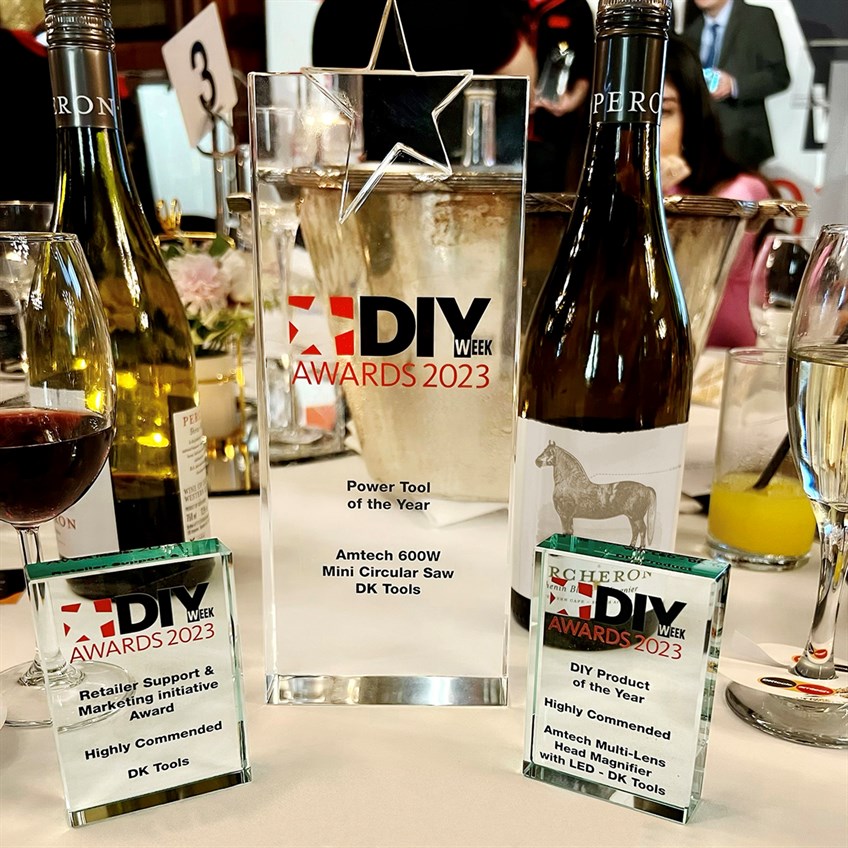 3
PERON
DIY
WEEK
AWARDS 2023
Power Tool
of the Year
Amtech 600W
Mini Circular Saw
DK Tools
DIY
WEEK
AWARDS 2023
Retailer Support &
Marketing initiative
Award
Highly Commended
DK Tools
RCHERON
DIY
WEEK
AWARDS 2023
DIY Product
of the Year
Highly Commended
Amtech Multi-Lens
Head Magnifier
with LED - DK Tools